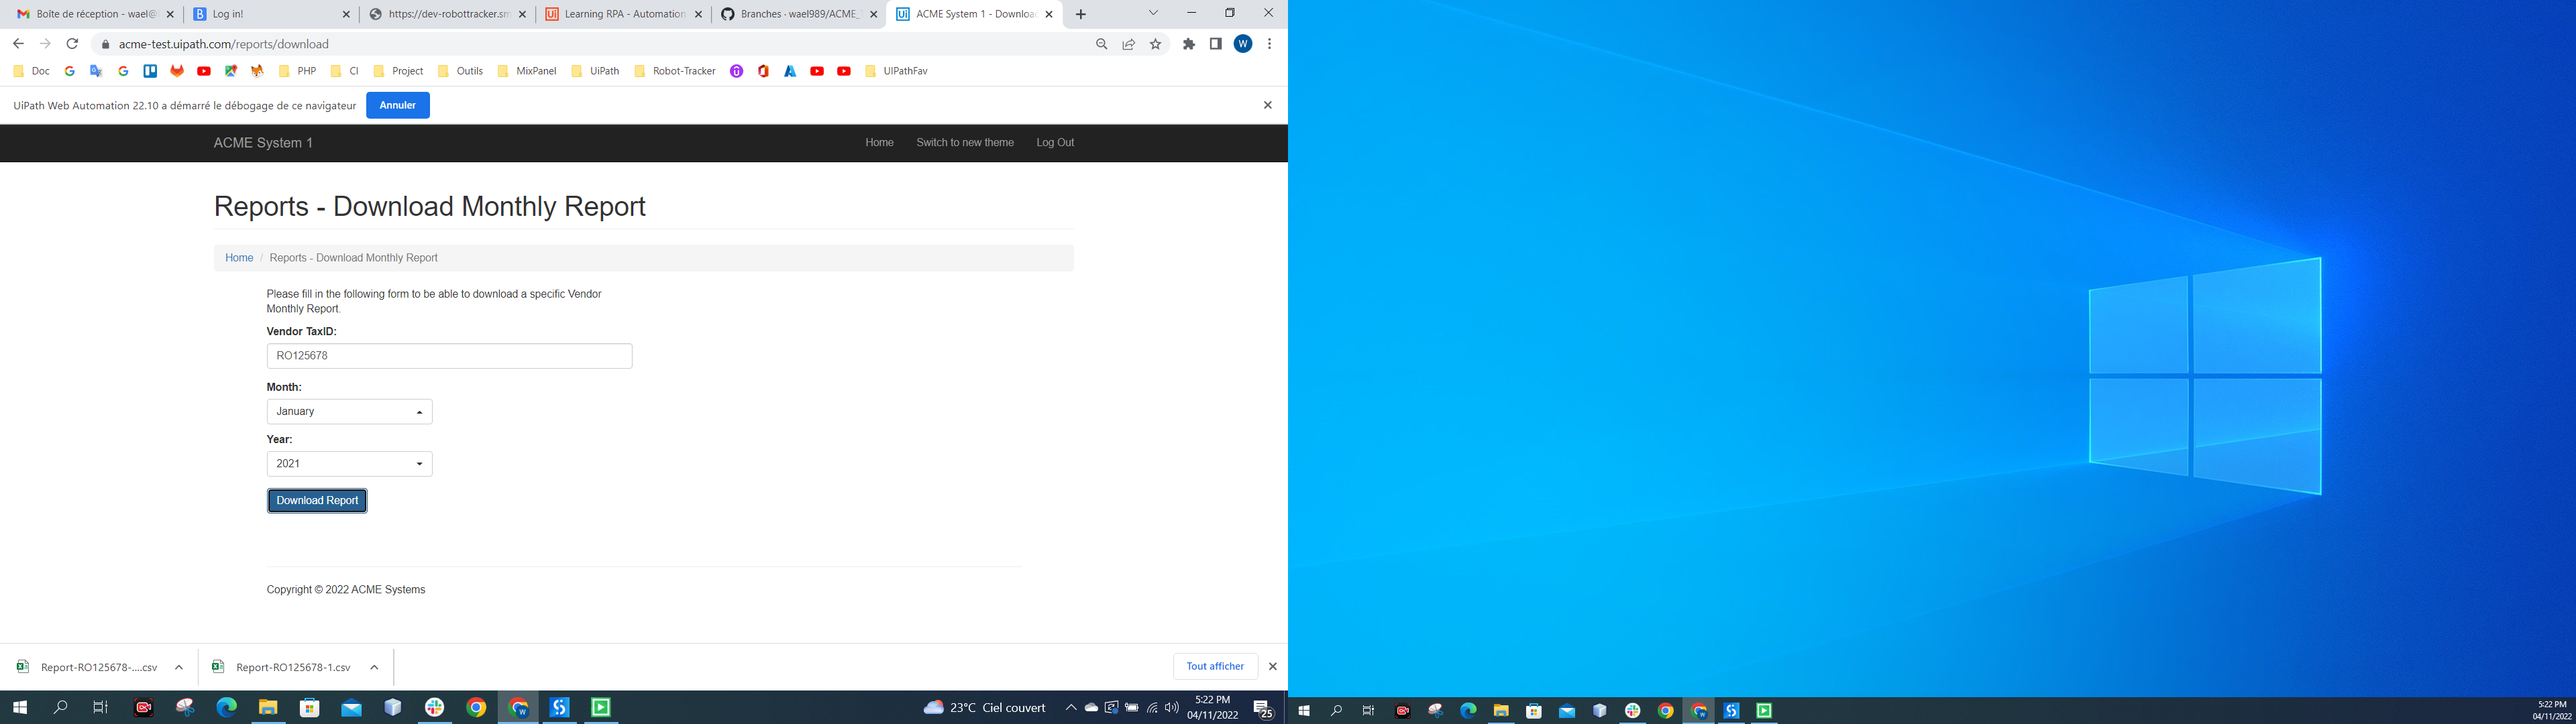 Boîte de réception - wael@
Log in!
https://dev-robottracker.sm
Learning RPA - Automation
Branches · wael989/ACME_
ACME System 1 - Downloa
acme-test.uipath.com/reports/download
W
Doc
PHP
CI
Project
Outils
MixPanel
UiPath
Robot-Tracker
UIPathFav
UiPath Web Automation 22.10 a démarré le débogage de ce navigateur
Annuler
ACME System 1
Home
Switch to new theme
Log Out
Reports - Download Monthly Report
Home / Reports - Download Monthly Report
Please fill in the following form to be able to download a specific Vendor
Monthly Report.
Vendor TaxID:
RO125678
Month:
January
Year:
2021
Download Report
Copyright © 2022 ACME Systems
Report-RO125678-....csv
Report-RO125678-1.csv
Tout afficher
23°C Ciel couvert
5:22 PM
04/11/2022
25
5:22 PM
04/11/2022